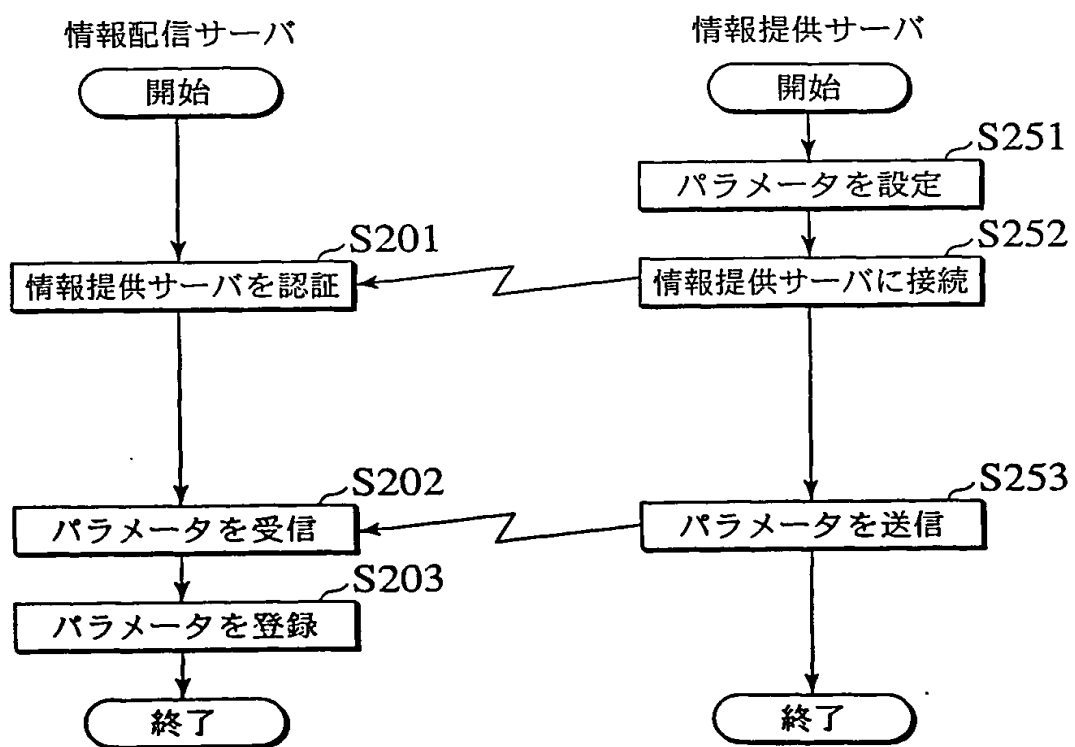 情報配信サーバ
情報提供サーバ
開始
開始
S251
パラメータを設定
S201
S252
情報提供サーバを認証
情報提供サーバに接続
S202
S253
パラメータを受信
パラメータを送信
S203
パラメータを登録
終了
終了